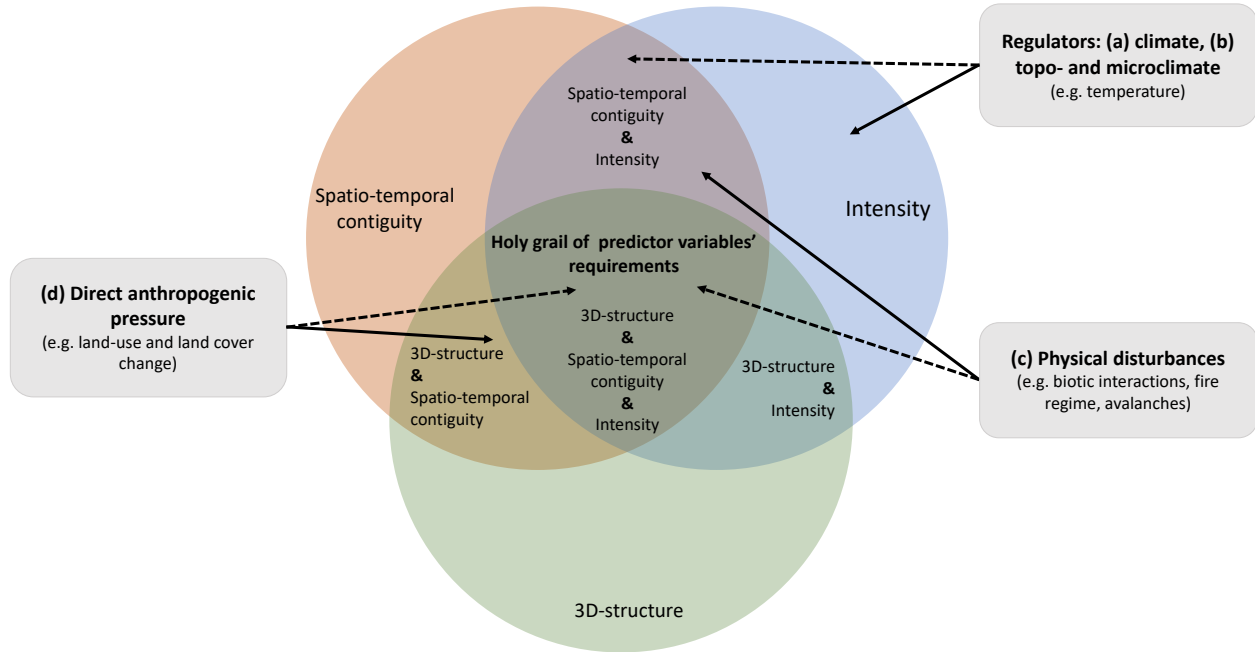 Regulators: (a) climate, (b)
topo- and microclimate
(e.g. temperature)
Spatio-temporal
contiguity
&
Intensity
Spatio-temporal
contiguity
Intensity
Holy grail of predictor variables'
requirements
(d) Direct anthropogenic
pressure
(e.g. land-use and land cover
change)
3D-structure
&
Spatio-temporal
contiguity
3D-structure
&
Spatio-temporal
contiguity
&
Intensity
3D-structure
&
Intensity
(c) Physical disturbances
(e.g. biotic interactions, fire
regime, avalanches)
3D-structure